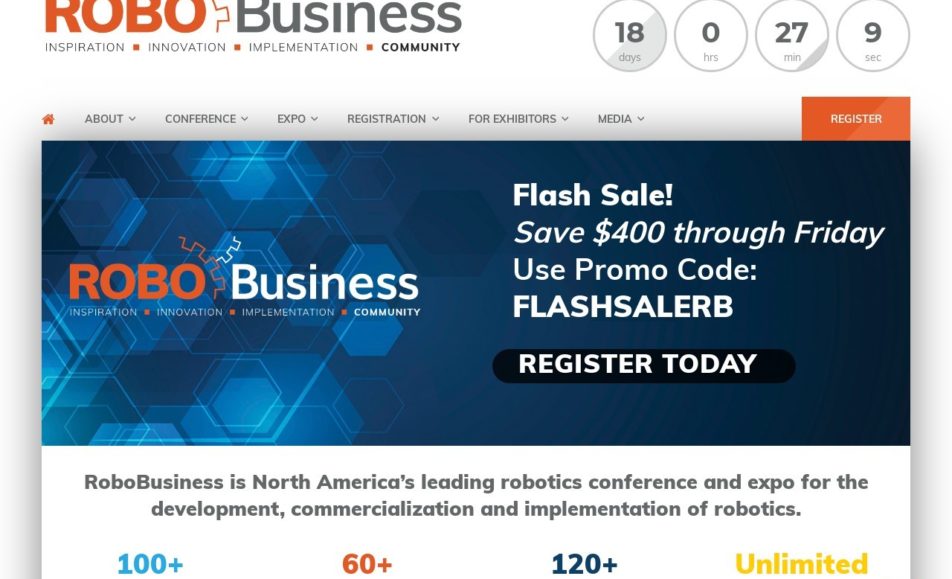 ROBO Business
INSPIRATION ■ INNOVATION ■ IMPLEMENTATION ■ COMMUNITY
18 0 27 9
days hrs min sec
ABOUT CONFERENCE EXPO REGISTRATION FOR EXHIBITORS MEDIA REGISTER
Flash Sale!
Save $400 through Friday
Use Promo Code:
FLASHSALERB
ROBO Business
INSPIRATION ■ INNOVATION ■ IMPLEMENTATION ■ COMMUNITY
REGISTER TODAY
RoboBusiness is North America’s leading robotics conference and expo for the
development, commercialization and implementation of robotics.
100+ 60+ 120+ Unlimited